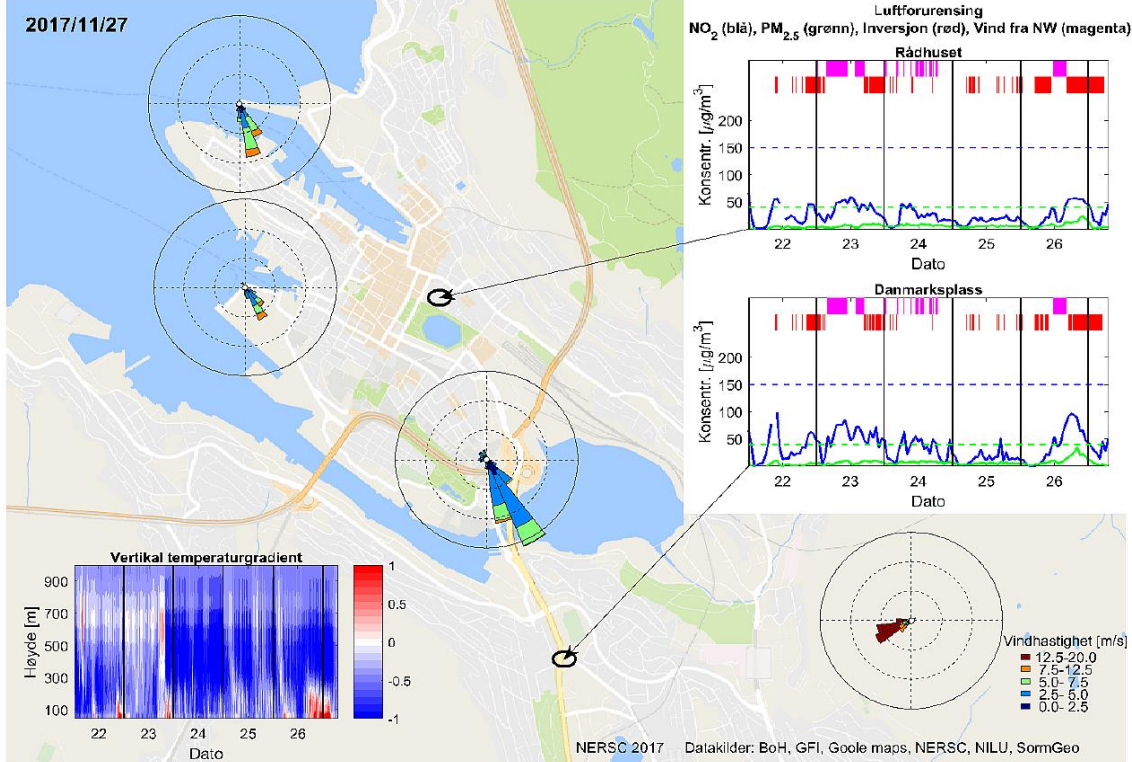 2017/11/27
Luftforurensing
NO2 (blå), PM2.5 (grønn), Inversjon (rød), Vind fra NW (magenta)
Rådhuset
Konsentr. [µg/m3]
200
150
100
50
22 23 24 25 26
Dato
Danmarksplass
Konsentr. [µg/m3]
200
150
100
50
22 23 24 25 26
Dato
Vertikal temperaturgradient
Høyde [m]
900
700
500
300
100
22 23 24 25 26
Dato
1
0.5
0
-0.5
-1
Vindhastighet [m/s]
12.5-20.0
7.5-12.5
5.0- 7.5
2.5- 5.0
0.0- 2.5
NERSC 2017 Datakilder: BoH, GFI, Goole maps, NERSC, NILU, SormGeo